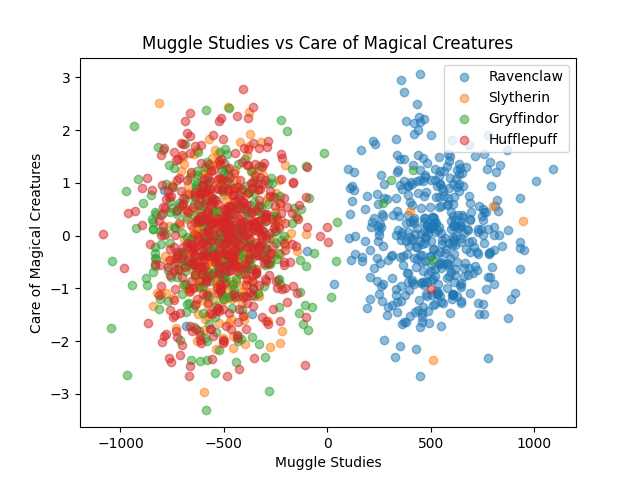 Muggle Studies vs Care of Magical Creatures
Ravenclaw
Slytherin
Gryffindor
Hufflepuff
Care of Magical Creatures
3
2
1
0
−1
−2
−3
−1000 −500 0 500 1000
Muggle Studies